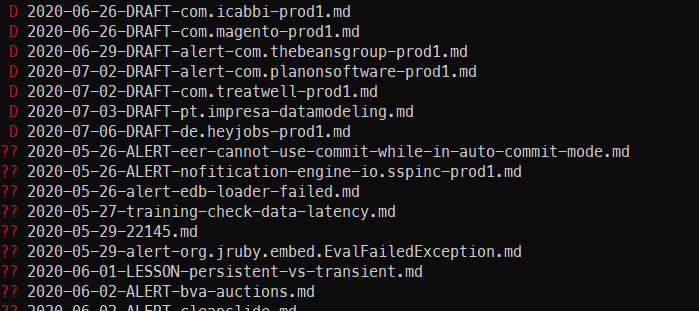 D 2020-06-26-DRAFT-com.icabbi-prod1.md
D 2020-06-26-DRAFT-com.magento-prod1.md
D 2020-06-29-DRAFT-alert-com.thebeansgroup-prod1.md
D 2020-07-02-DRAFT-alert-com.planonsoftware-prod1.md
D 2020-07-02-DRAFT-com.treatwell-prod1.md
D 2020-07-03-DRAFT-pt.impresa-datamodeling.md
D 2020-07-06-DRAFT-de.heyjobs-prod1.md
?? 2020-05-26-ALERT-eer-cannot-use-commit-while-in-auto-commit-mode.md
?? 2020-05-26-ALERT-nofitication-engine-io.sspinc-prod1.md
?? 2020-05-26-alert-edb-loader-failed.md
?? 2020-05-27-training-check-data-latency.md
?? 2020-05-29-22145.md
?? 2020-05-29-alert-org.jruby.embed.EvalFailedException.md
?? 2020-06-01-LESSON-persistent-vs-transient.md
?? 2020-06-02-ALERT-bva-auctions.md
?? 2020-06-02-ALERT-cleanslide.md